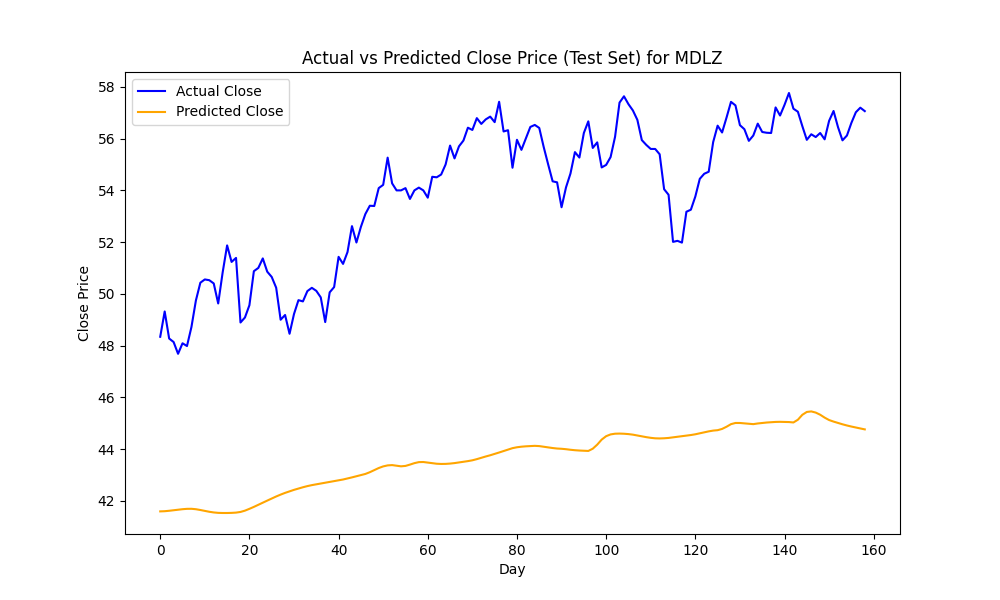 Actual vs Predicted Close Price (Test Set) for MDLZ
Actual Close
Predicted Close
Close Price
58
56
54
52
50
48
46
44
42
0 20 40 60 80 100 120 140 160
Day